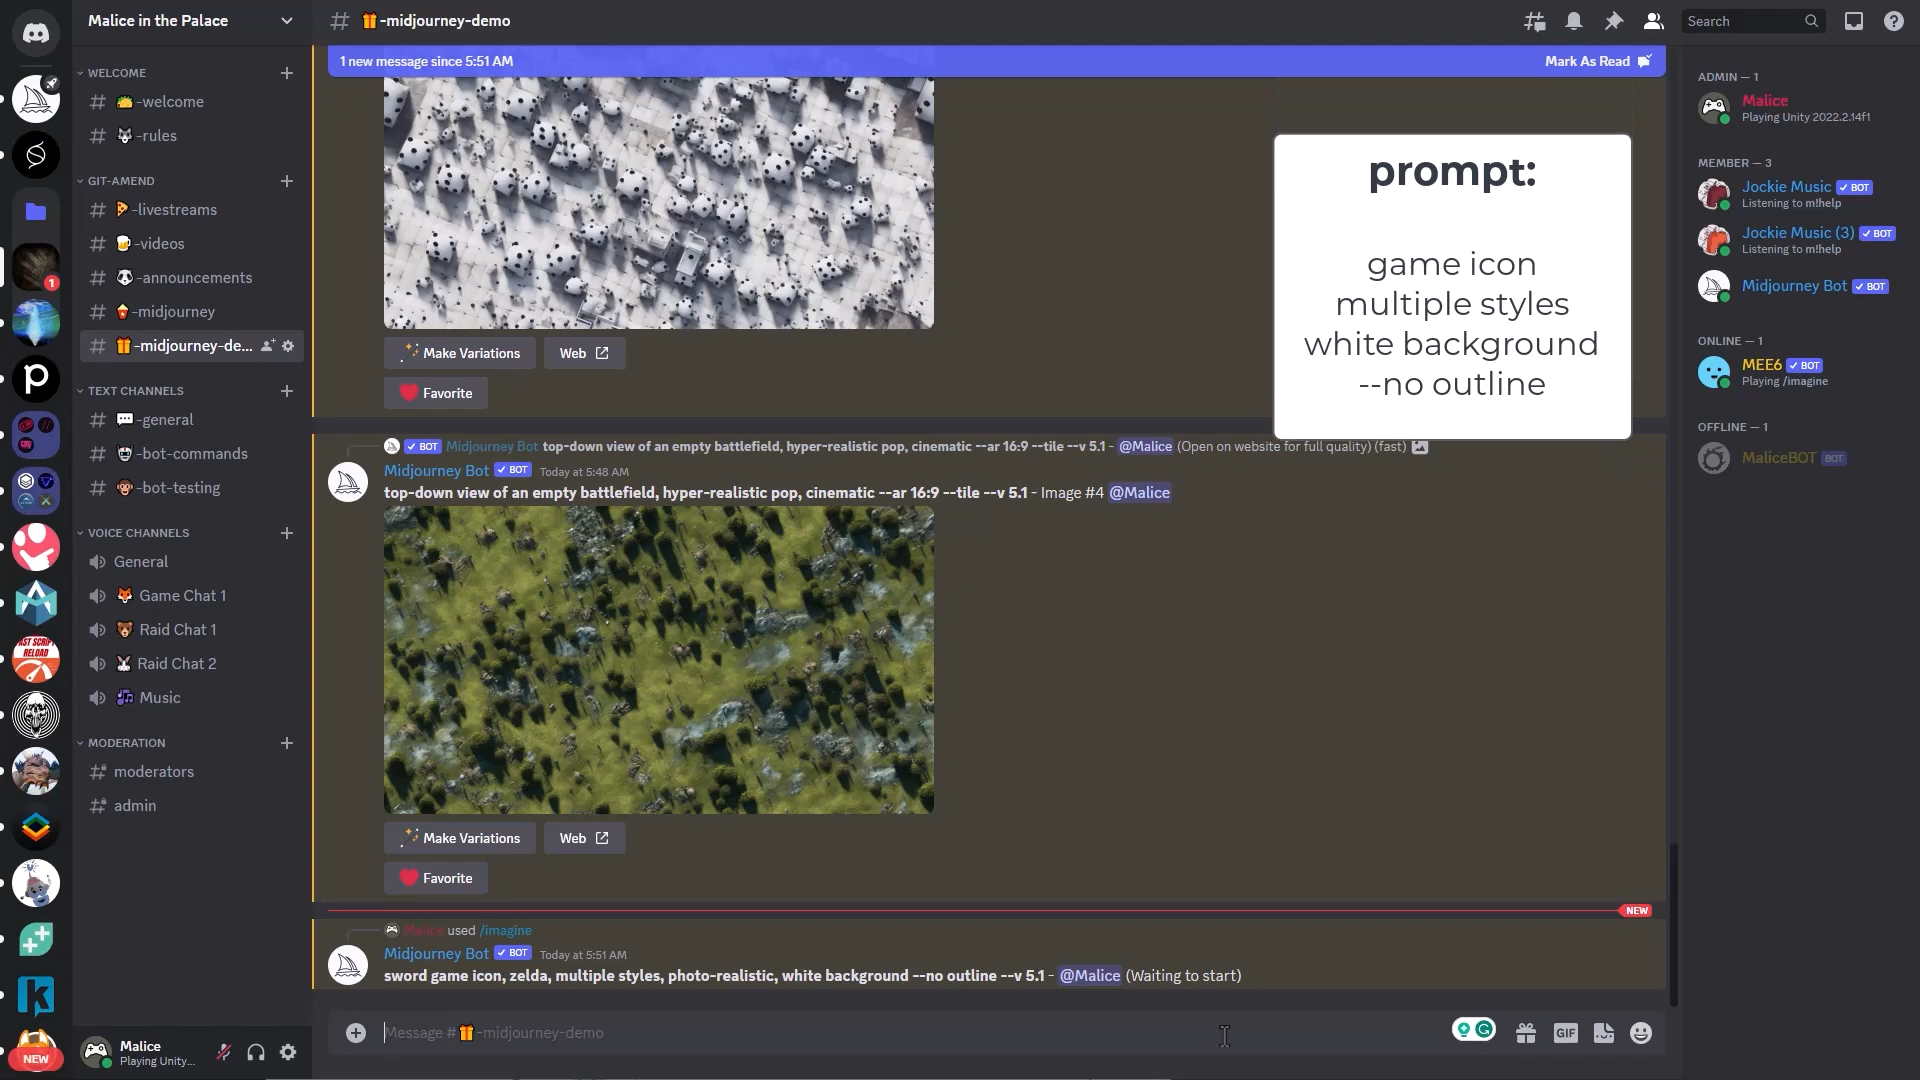 Malice in the Palace
WELCOME
-welcome
-rules
GIT-AMEND
-livestreams
-videos
-announcements
-midjourney
-midjourney-de...
TEXT CHANNELS
-general
-bot-commands
-bot-testing
VOICE CHANNELS
General
Game Chat 1
Raid Chat 1
Raid Chat 2
Music
MODERATION
moderators
admin
Malice
Playing Unity...
1
NEW
-midjourney-demo
Search
1 new message since 5:51 AM
Mark As Read
prompt:
game icon
multiple styles
white background
--no outline
Make Variations
Web
Favorite
BOT Midjourney Bot top-down view of an empty battlefield, hyper-realistic pop, cinematic --ar 16:9 --tile --v 5.1 - @Malice (Open on website for full quality) (fast)
Midjourney Bot BOT Today at 5:48 AM
top-down view of an empty battlefield, hyper-realistic pop, cinematic --ar 16:9 --tile --v 5.1 - Image #4 @Malice
Make Variations
Web
Favorite
NEW
Malice used /imagine
Midjourney Bot BOT Today at 5:51 AM
sword game icon, zelda, multiple styles, photo-realistic, white background --no outline --v 5.1 - @Malice (Waiting to start)
Message # -midjourney-demo
GIF
ADMIN — 1
Malice
Playing Unity 2022.2.14f1
MEMBER — 3
Jockie Music BOT
Listening to m!help
Jockie Music (3) BOT
Listening to m!help
Midjourney Bot BOT
ONLINE — 1
MEE6 BOT
Playing /imagine
OFFLINE — 1
MaliceBOT BOT